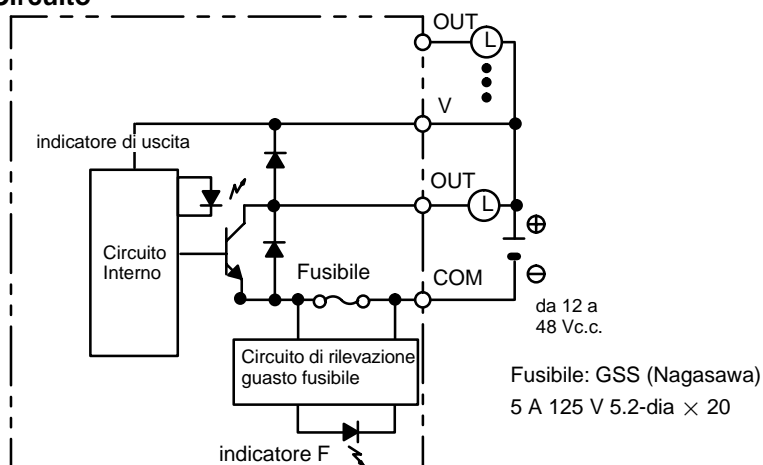 Circuito
OUT
L
V
indicatore di uscita
OUT
L
⊕
Circuito
Interno
Fusibile
COM
⊖
da 12 a
48 Vc.c.
Circuito di rilevazione
guasto fusibile
Fusibile: GSS (Nagasawa)
5 A 125 V 5.2-dia × 20
indicatore F